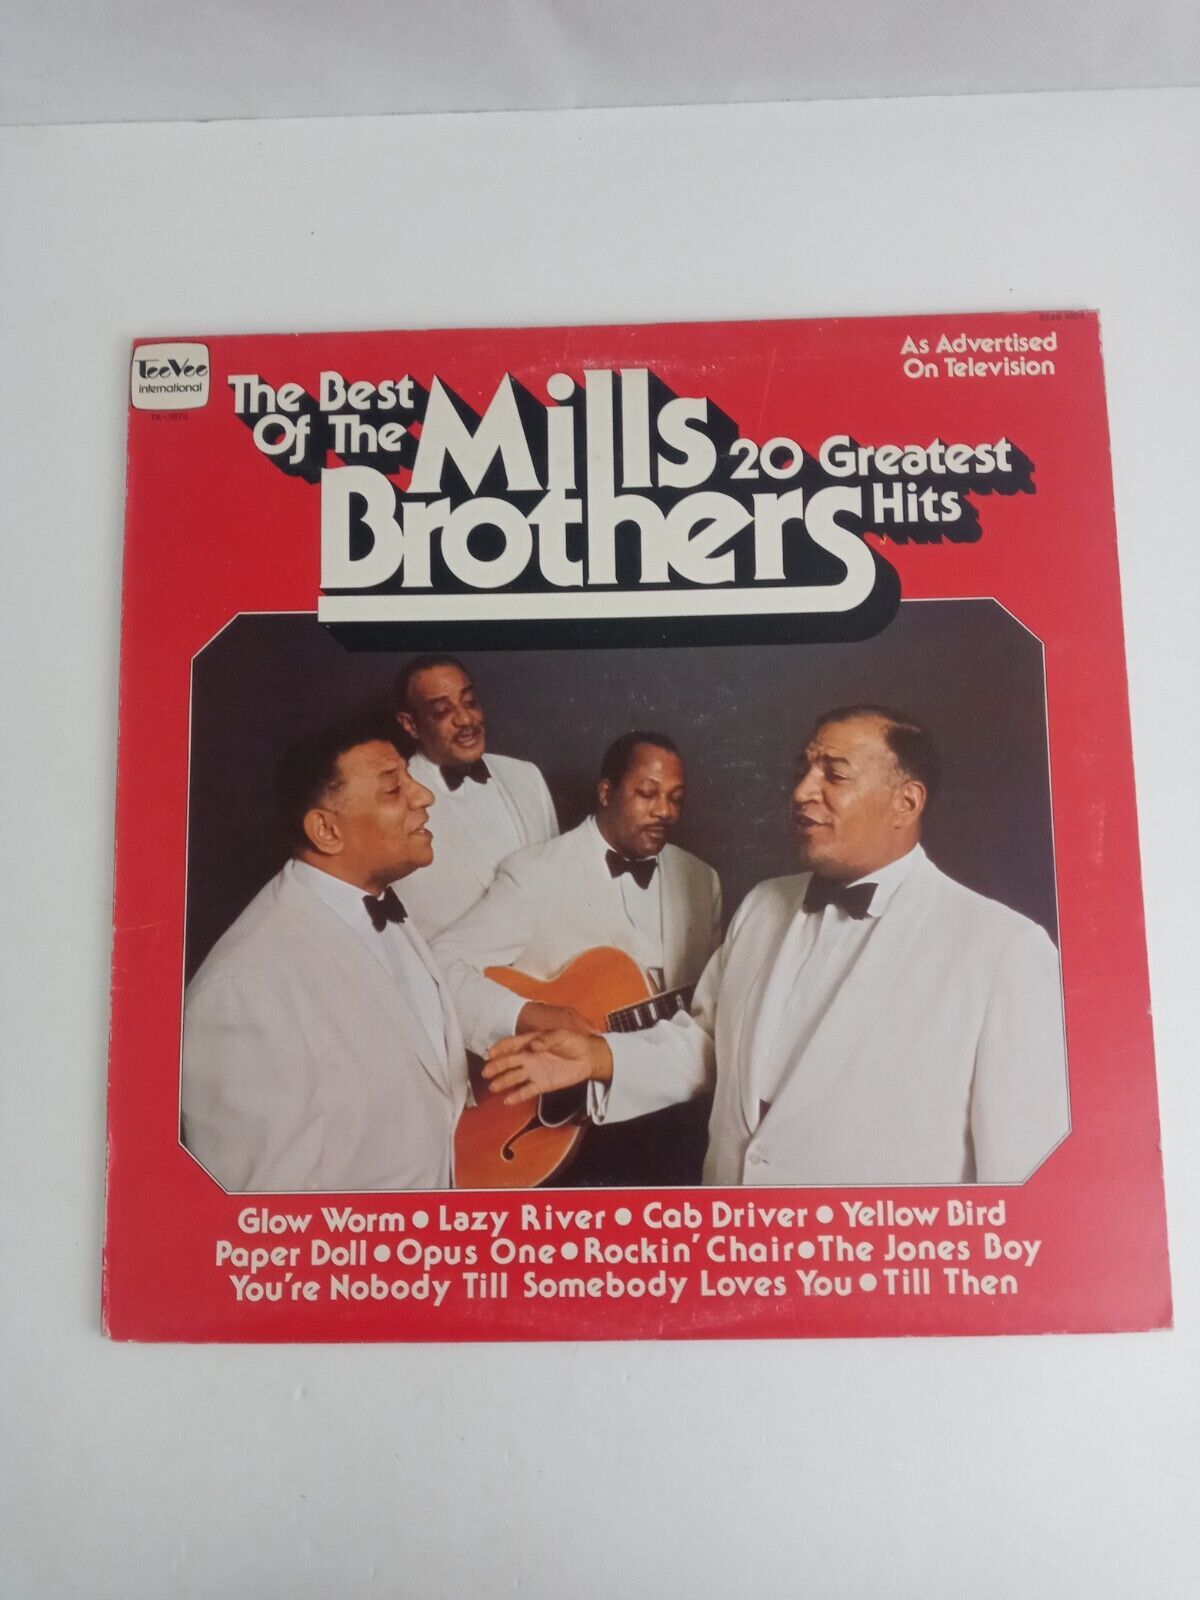 TeeVee
international
TA-1073
As Advertised
On Television
The Best
Of The
Mills
Brothers
20 Greatest
Hits
Glow Worm • Lazy River • Cab Driver • Yellow Bird
Paper Doll • Opus One • Rockin' Chair • The Jones Boy
You're Nobody Till Somebody Loves You • Till Then